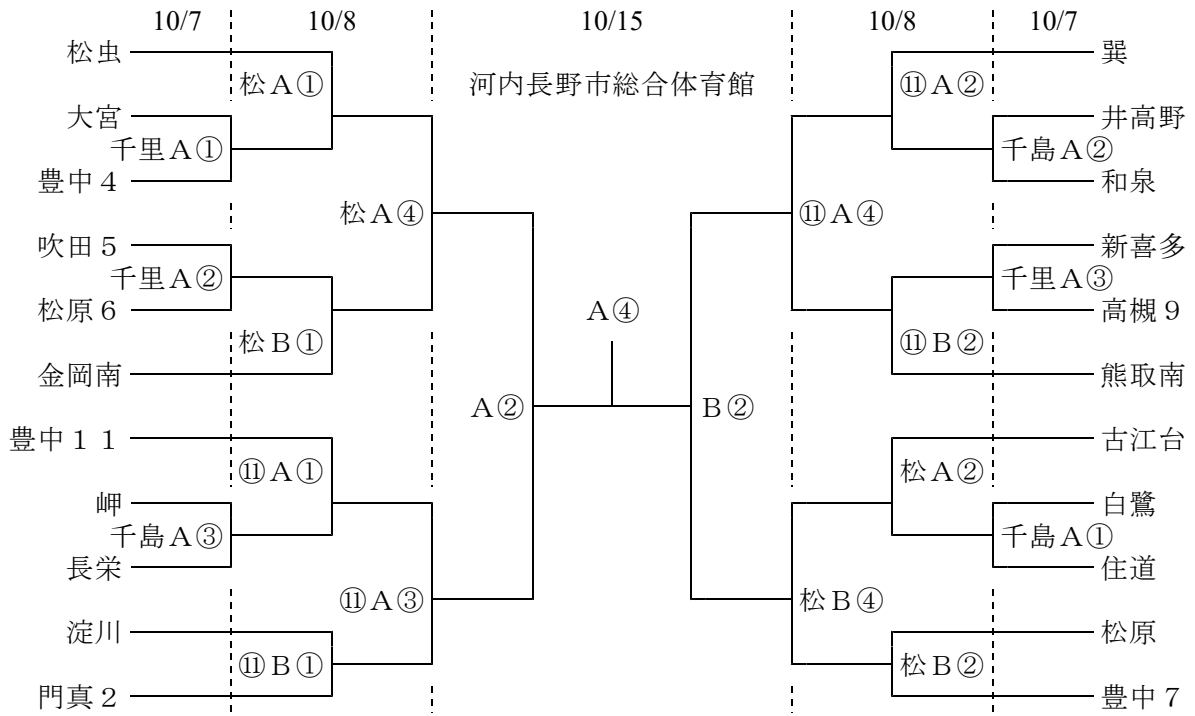 10/7 10/8 10/15 10/8 10/7
松虫 巽
松A① 河内長野市総合体育館 ⑪A②
大宮 井高野
千里A① 千島A②
豊中4 和泉
松A④ ⑪A④
吹田5 新喜多
千里A② 千里A③
松原6 A④ 高槻9
松B① ⑪B②
金岡南 熊取南
A② B②
豊中11 古江台
⑪A① 松A②
岬 白鷺
千島A③ 千島A①
長栄 住道
⑪A③ 松B④
淀川 松原
⑪B① 松B②
門真2 豊中7